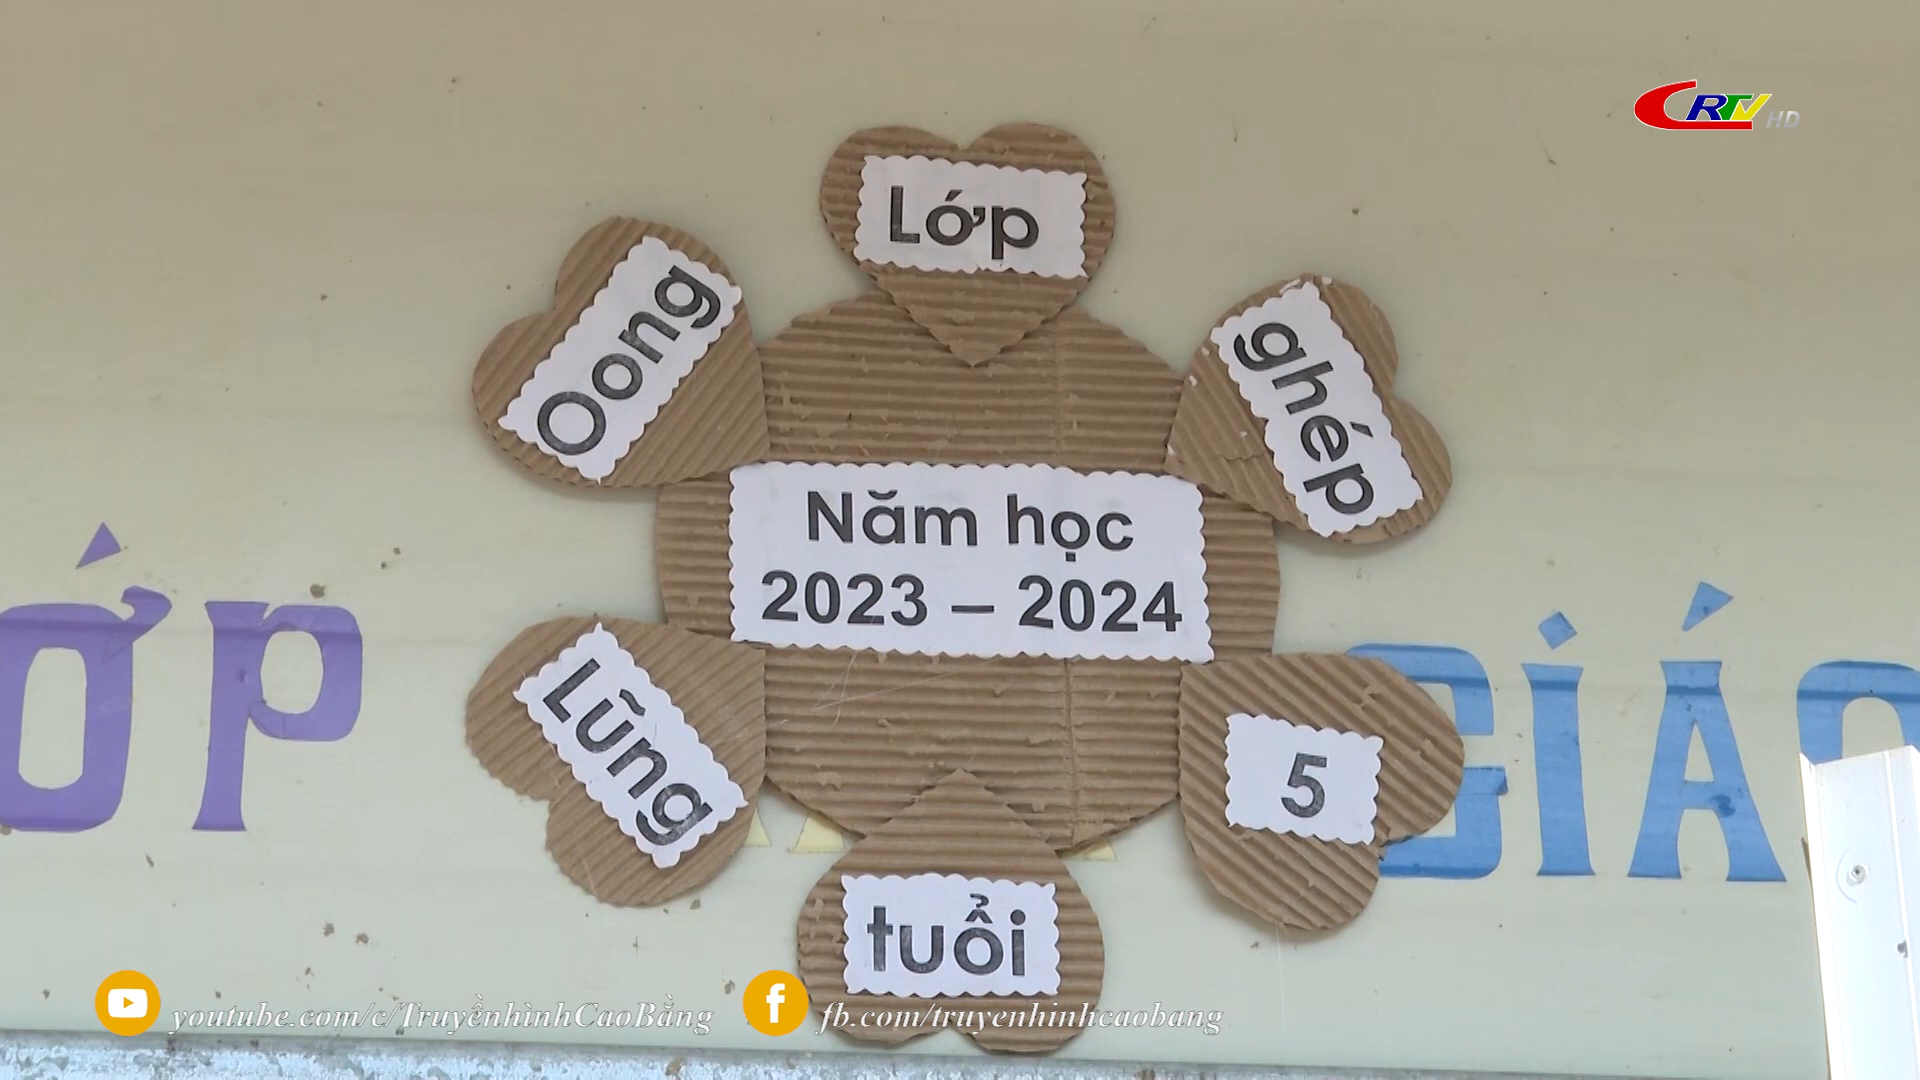 CRTV HD
Lớp
ghép
5
tuổi
Lũng
Oong
Năm học
2023 – 2024
ỚP
GIÁO
youtube.com/c/TruyềnhìnhCaoBằng
fb.com/truyenhinhcaobang